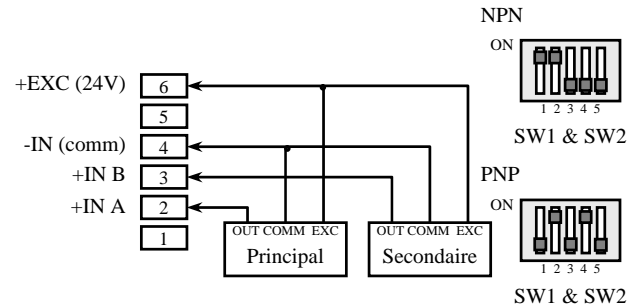 NPN
ON
+EXC (24V) 6
1 2 3 4 5
5
SW1 & SW2
-IN (comm) 4
+IN B 3
PNP
+IN A 2
ON
OUT COMM EXC
OUT COMM EXC
1
Principal
Secondaire
1 2 3 4 5
SW1 & SW2